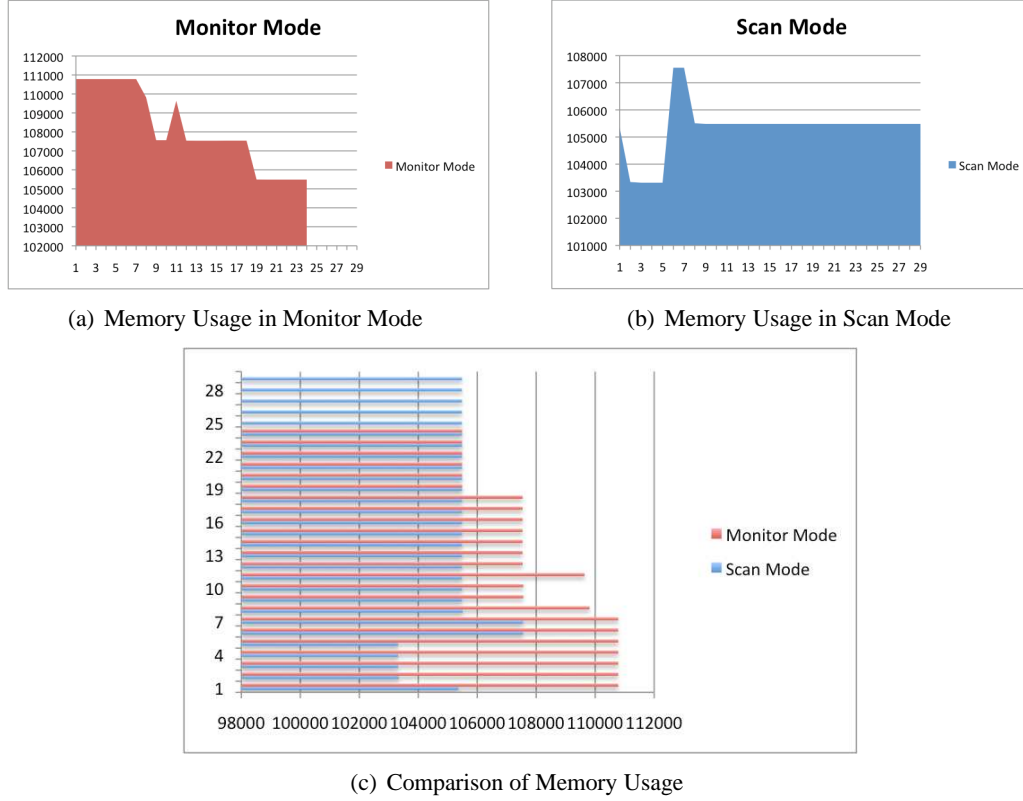 Monitor Mode
112000
111000
110000
109000
108000
107000
106000
105000
104000
103000
102000
1 3 5 7 9 11 13 15 17 19 21 23 25 27 29
Monitor Mode
(a) Memory Usage in Monitor Mode
Scan Mode
108000
107000
106000
105000
104000
103000
102000
101000
1 3 5 7 9 11 13 15 17 19 21 23 25 27 29
Scan Mode
(b) Memory Usage in Scan Mode
28
25
22
19
16
13
10
7
4
1
98000 100000 102000 104000 106000 108000 110000 112000
Monitor Mode
Scan Mode
(c) Comparison of Memory Usage